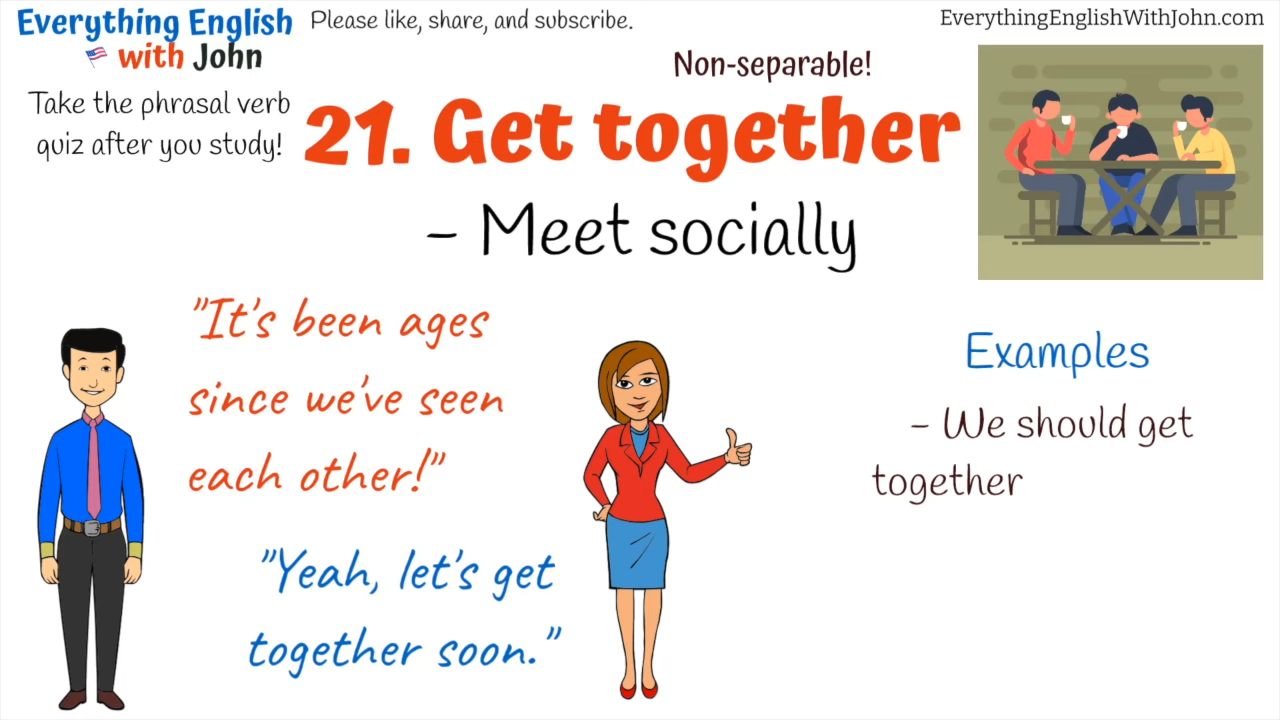 Everything English
with John
Please like, share, and subscribe.
EverythingEnglishWithJohn.com
Take the phrasal verb
quiz after you study!
Non-separable!
21. Get together
- Meet socially
"It's been ages
since we've seen
each other!"
"Yeah, let's get
together soon."
Examples
- We should get
together